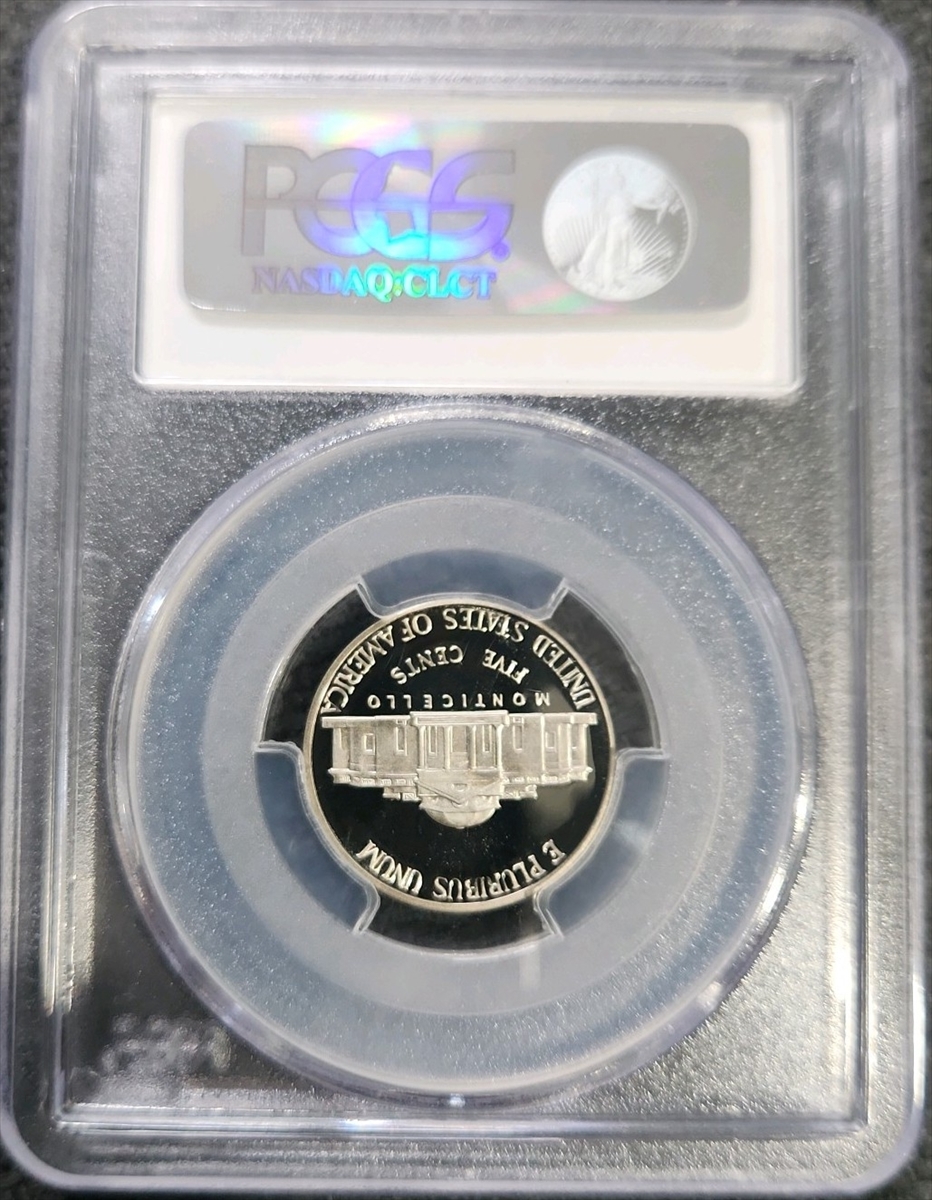 PCGS®
NASDAQ:CLCT
E PLURIBUS UNUM
MONTICELLO
FIVE CENTS
UNITED STATES OF AMERICA